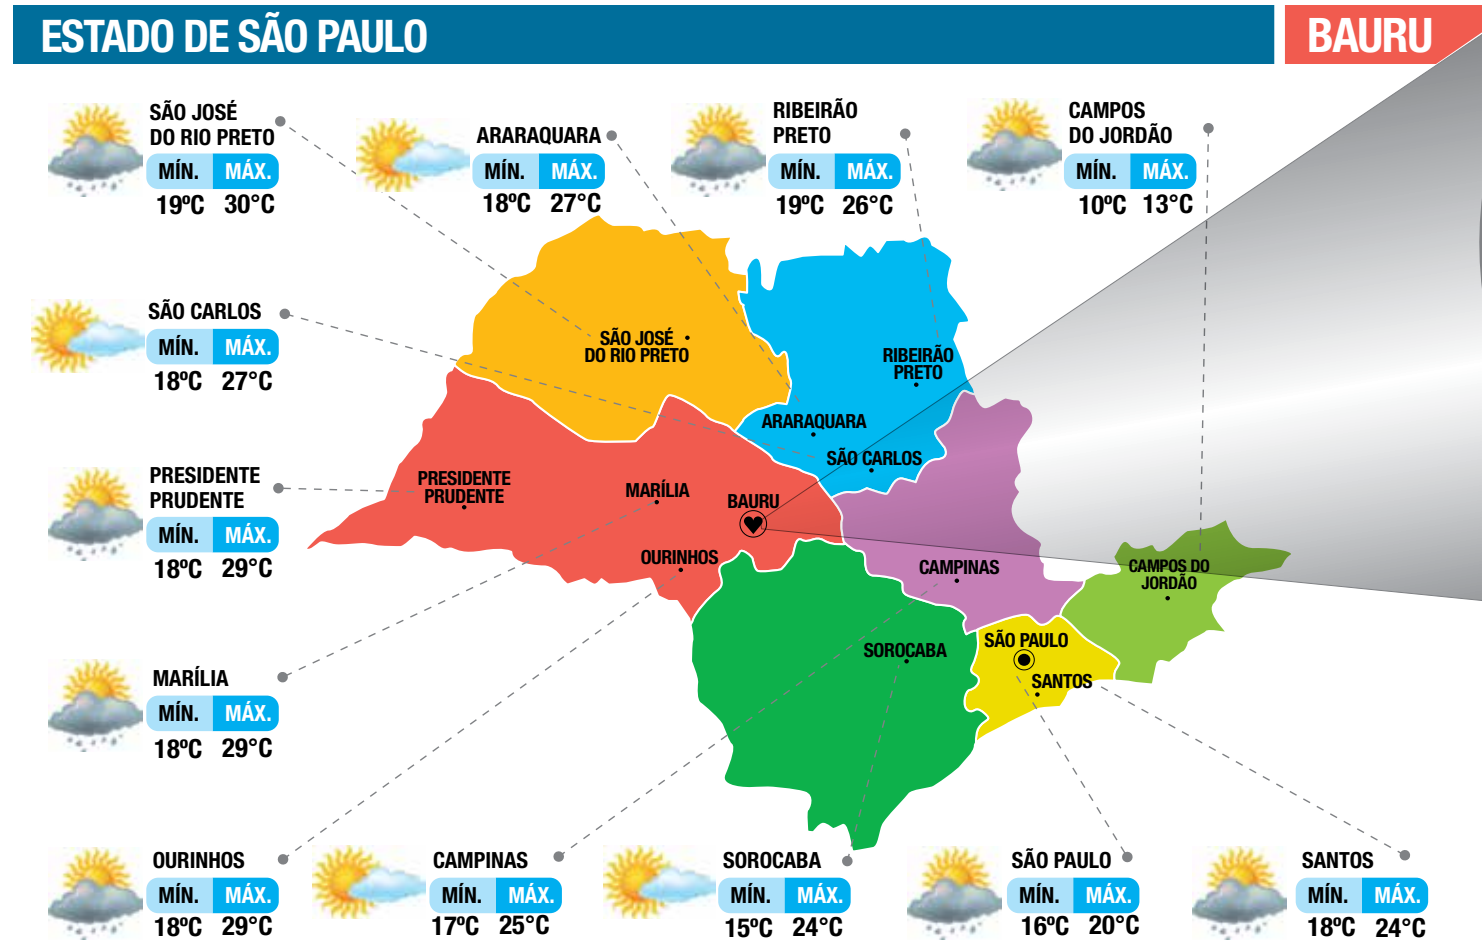 ESTADO DE SÃO PAULO
BAURU
SÃO JOSÉ
DO RIO PRETO
MÍN. MÁX.
19ºC 30°C
ARARAQUARA
MÍN. MÁX.
18ºC 27°C
RIBEIRÃO
PRETO
MÍN. MÁX.
19ºC 26°C
CAMPOS
DO JORDÃO
MÍN. MÁX.
10ºC 13°C
SÃO CARLOS
MÍN. MÁX.
18ºC 27°C
PRESIDENTE
PRUDENTE
MÍN. MÁX.
18ºC 29°C
MARÍLIA
MÍN. MÁX.
18ºC 29°C
SÃO JOSÉ
DO RIO PRETO
RIBEIRÃO
PRETO
ARARAQUARA
SÃO CARLOS
PRESIDENTE
PRUDENTE
MARÍLIA
BAURU
OURINHOS
CAMPINAS
CAMPOS DO
JORDÃO
SOROCABA
SÃO PAULO
SANTOS
OURINHOS
MÍN. MÁX.
18ºC 29°C
CAMPINAS
MÍN. MÁX.
17ºC 25°C
SOROCABA
MÍN. MÁX.
15ºC 24°C
SÃO PAULO
MÍN. MÁX.
16ºC 20°C
SANTOS
MÍN. MÁX.
18ºC 24°C